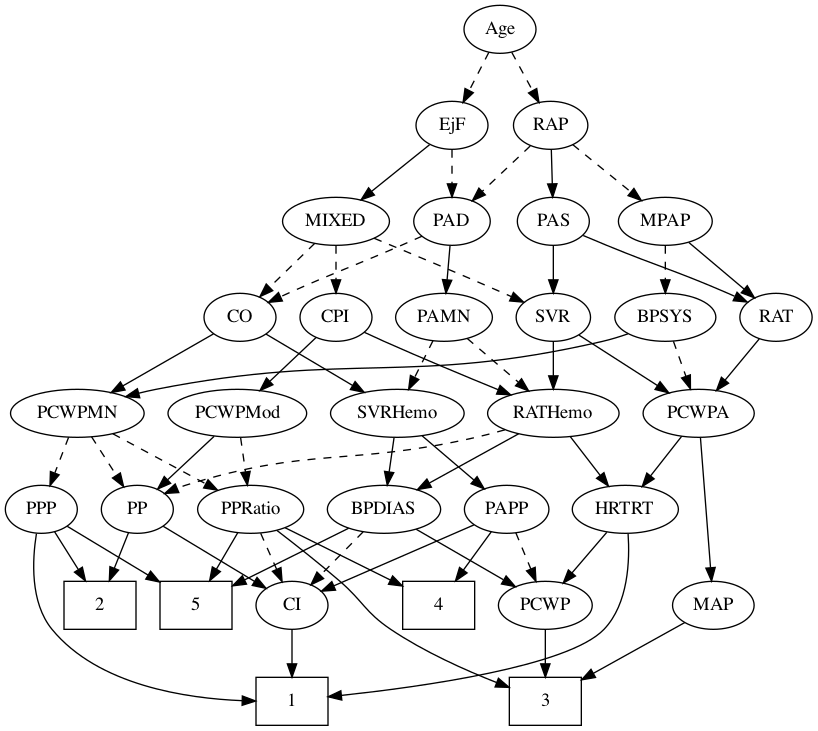 Age
EjF RAP
MIXED PAD PAS MPAP
CO CPI PAMN SVR BPSYS RAT
PCWPMN PCWPMod SVRHemo RATHemo PCWPA
PPP PP PPRatio BPDIAS PAPP HRTRT
2 5 CI 4 PCWP MAP
1 3